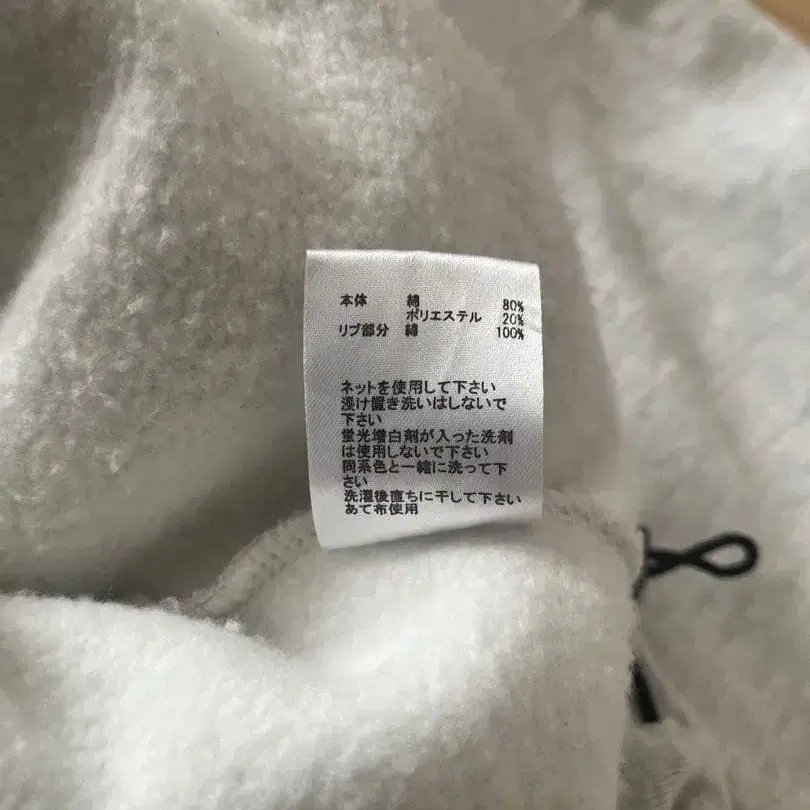 本体 綿 80%
ポリエステル 20%
リブ部分 綿 100%
ネットを使用して下さい
浸け置き洗いはしないで
下さい
蛍光増白剤が入った洗剤
は使用しないで下さい
同系色と一緒に洗って下
さい
洗濯後直ちに干して下さい
あて布使用